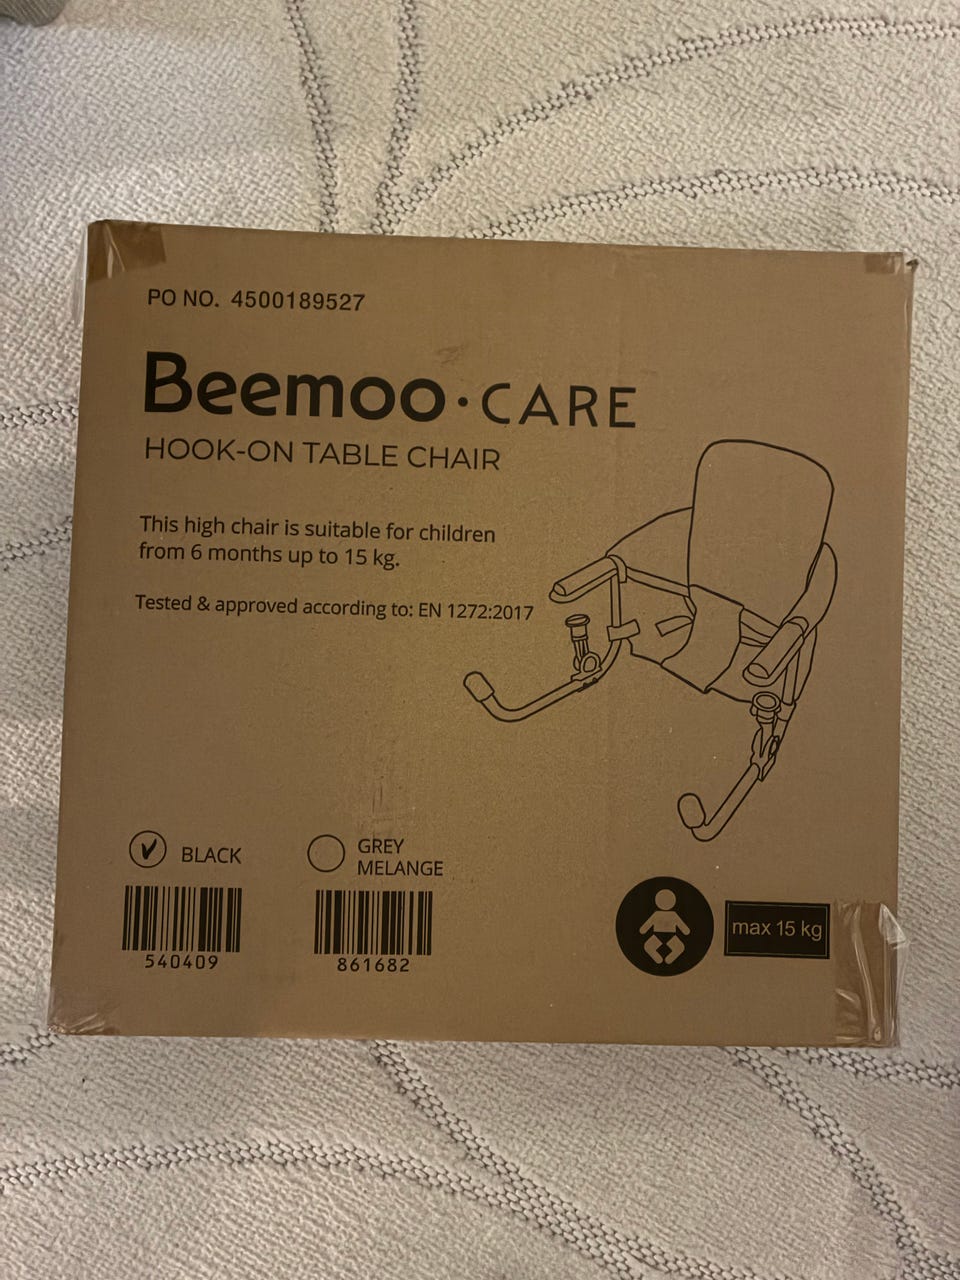 PO NO. 4500189527
Beemoo·CARE
HOOK-ON TABLE CHAIR
This high chair is suitable for children
from 6 months up to 15 kg.
Tested & approved according to: EN 1272:2017
BLACK
540409
GREY
MELANGE
861682
max 15 kg